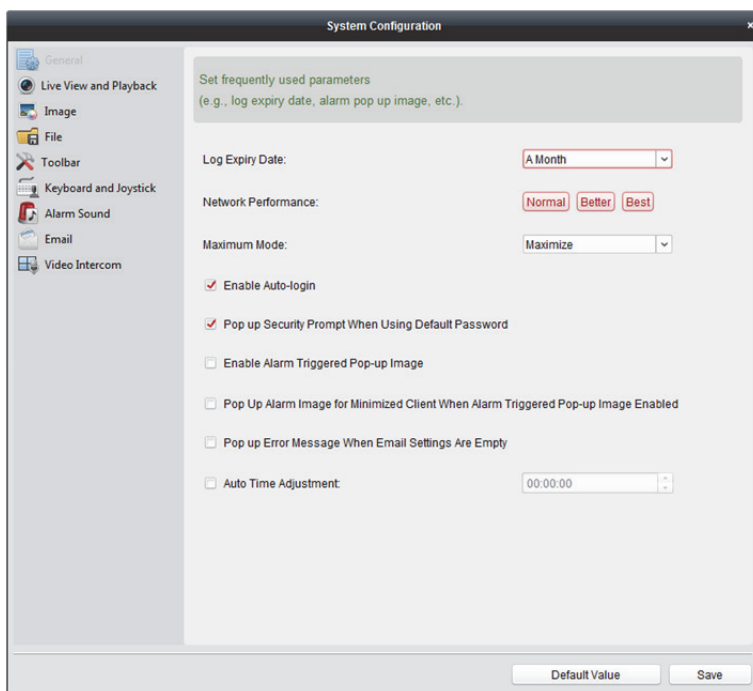 System Configuration
General
Live View and Playback
Image
File
Toolbar
Keyboard and Joystick
Alarm Sound
Email
Video Intercom
Set frequently used parameters
(e.g., log expiry date, alarm pop up image, etc.).
Log Expiry Date: A Month
Network Performance: Normal Better Best
Maximum Mode: Maximize
Enable Auto-login
Pop up Security Prompt When Using Default Password
Enable Alarm Triggered Pop-up Image
Pop Up Alarm Image for Minimized Client When Alarm Triggered Pop-up Image Enabled
Pop up Error Message When Email Settings Are Empty
Auto Time Adjustment: 00:00:00
Default Value Save